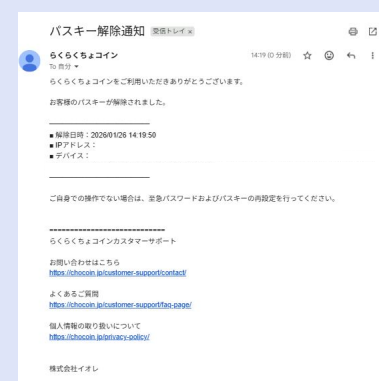 パスキー解除通知 受信トレイ ×
らくらくちょコイン 14:19 (0 分前)
To 自分
らくらくちょコインをご利用いただきありがとうございます。
お客様のパスキーが解除されました。
■ 解除日時：2026/01/26 14:19:50
■ IPアドレス：
■ デバイス：
ご自身での操作でない場合は、至急パスワードおよびパスキーの再設定を行ってください。
============================
らくらくちょコインカスタマーサポート
お問い合わせはこちら
https://chocoin.jp/customer-support/contact/
よくあるご質問
https://chocoin.jp/customer-support/faq-page/
個人情報の取り扱いについて
https://chocoin.jp/privacy-policy/
株式会社イオレ